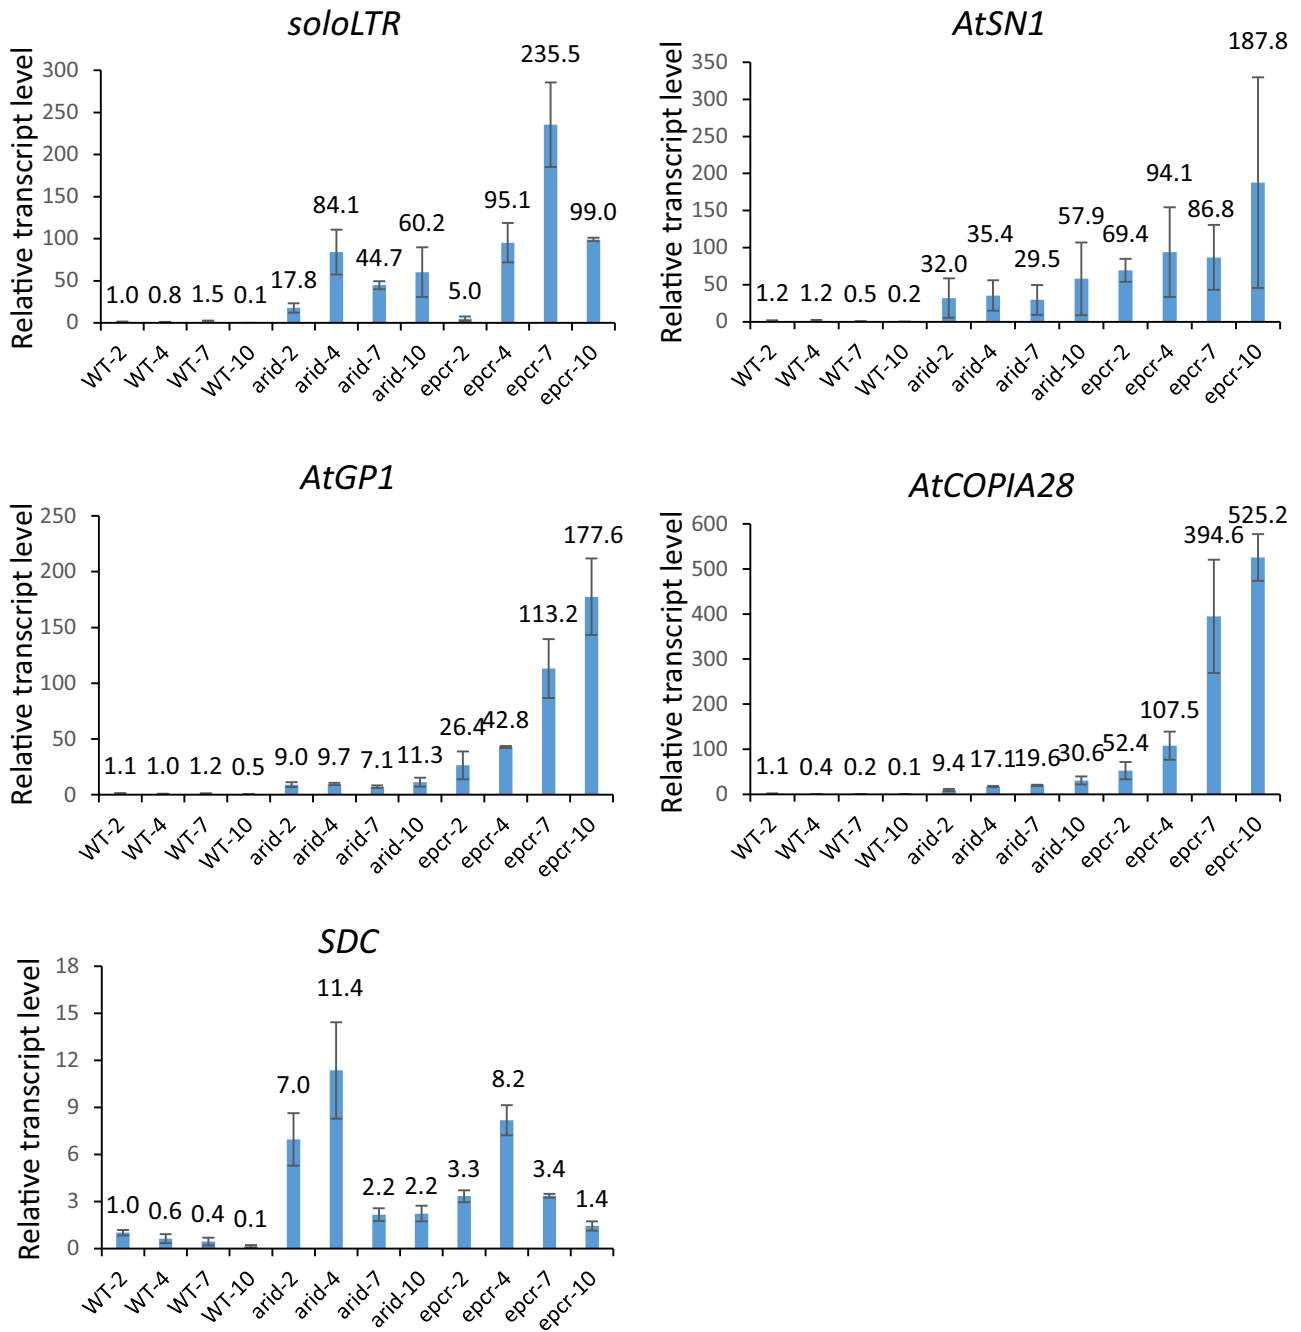 soloLTR
Relative transcript level
300
250
200
150
100
50
0
1.0 0.8 1.5 0.1 17.8 84.1 44.7 60.2 5.0 95.1 235.5 99.0
WT-2 WT-4 WT-7 WT-10 arid-2 arid-4 arid-7 arid-10 epcr-2 epcr-4 epcr-7 epcr-10
AtSN1
Relative transcript level
350
300
250
200
150
100
50
0
1.2 1.2 0.5 0.2 32.0 35.4 29.5 57.9 69.4 94.1 86.8 187.8
WT-2 WT-4 WT-7 WT-10 arid-2 arid-4 arid-7 arid-10 epcr-2 epcr-4 epcr-7 epcr-10
AtGP1
Relative transcript level
250
200
150
100
50
0
1.1 1.0 1.2 0.5 9.0 9.7 7.1 11.3 26.4 42.8 113.2 177.6
WT-2 WT-4 WT-7 WT-10 arid-2 arid-4 arid-7 arid-10 epcr-2 epcr-4 epcr-7 epcr-10
AtCOPIA28
Relative transcript level
600
500
400
300
200
100
0
1.1 0.4 0.2 0.1 9.4 17.1 19.6 30.6 52.4 107.5 394.6 525.2
WT-2 WT-4 WT-7 WT-10 arid-2 arid-4 arid-7 arid-10 epcr-2 epcr-4 epcr-7 epcr-10
SDC
Relative transcript level
18
15
12
9
6
3
0
1.0 0.6 0.4 0.1 7.0 11.4 2.2 2.2 3.3 8.2 3.4 1.4
WT-2 WT-4 WT-7 WT-10 arid-2 arid-4 arid-7 arid-10 epcr-2 epcr-4 epcr-7 epcr-10